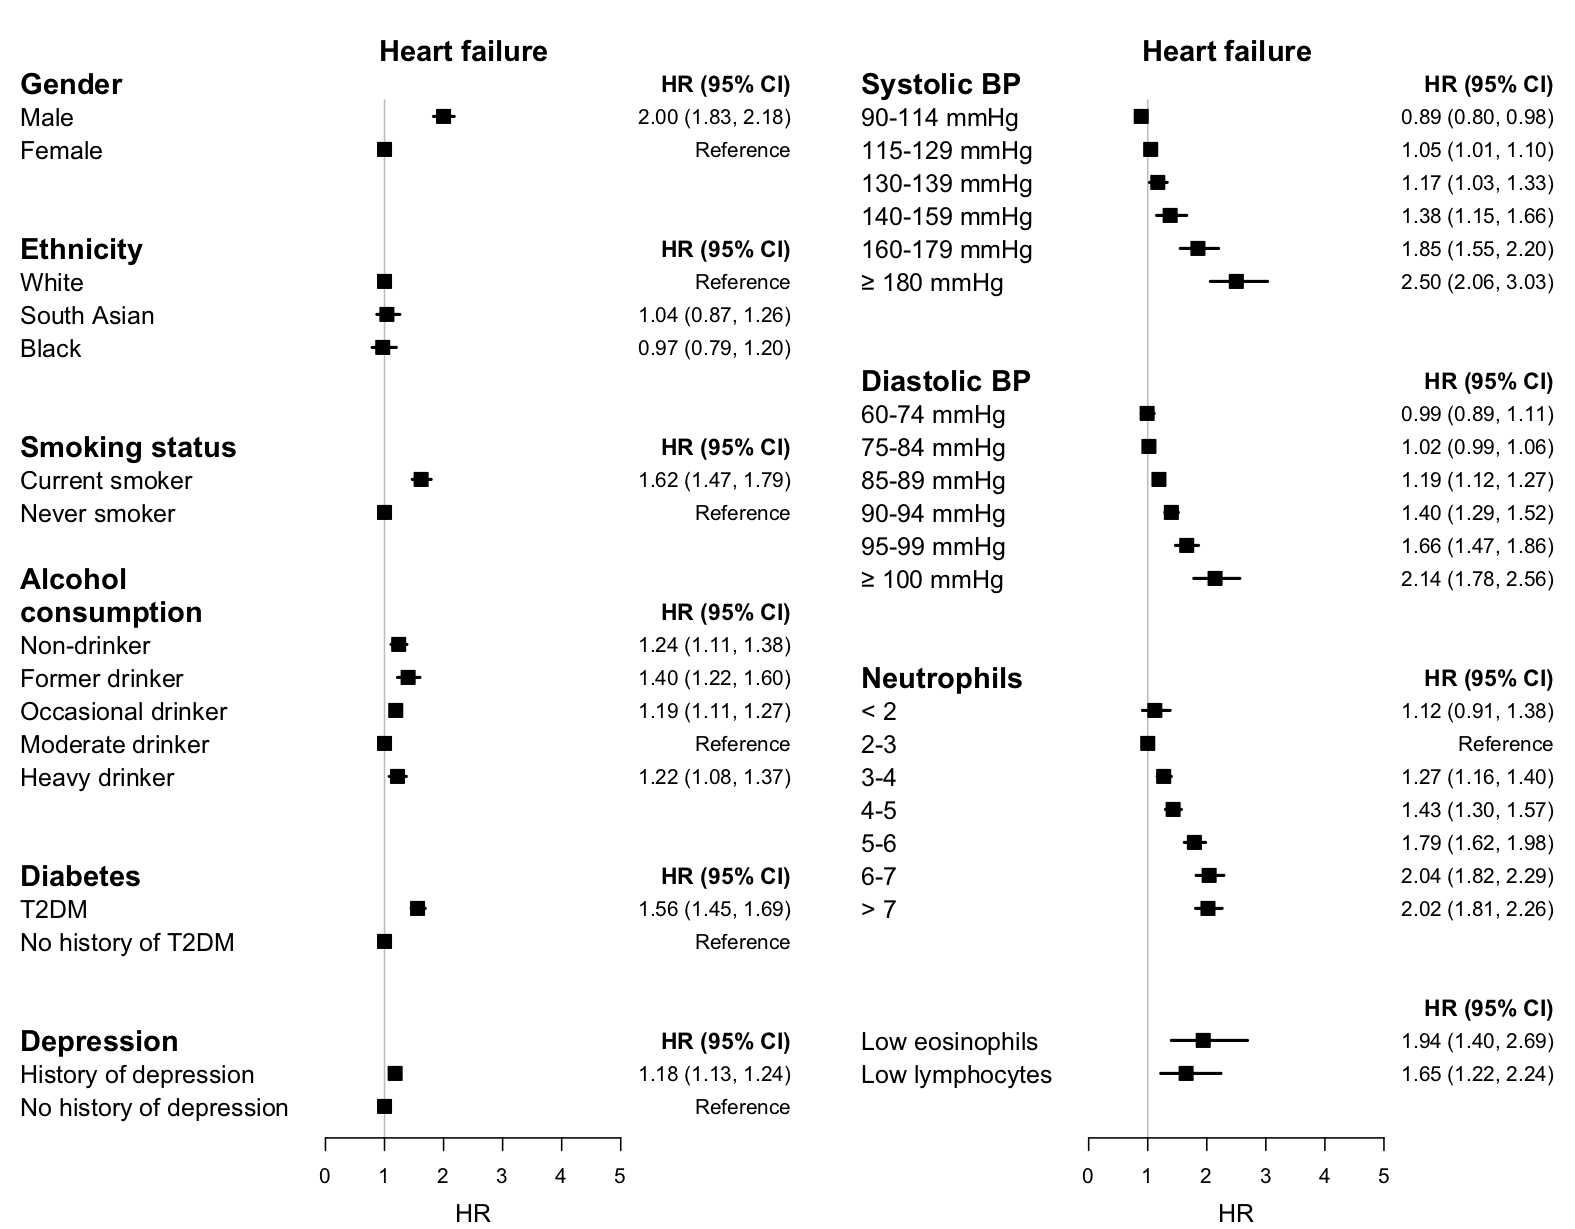 Heart failure
Gender HR (95% CI)
Male 2.00 (1.83, 2.18)
Female Reference
Ethnicity HR (95% CI)
White Reference
South Asian 1.04 (0.87, 1.26)
Black 0.97 (0.79, 1.20)
Smoking status HR (95% CI)
Current smoker 1.62 (1.47, 1.79)
Never smoker Reference
Alcohol
consumption HR (95% CI)
Non-drinker 1.24 (1.11, 1.38)
Former drinker 1.40 (1.22, 1.60)
Occasional drinker 1.19 (1.11, 1.27)
Moderate drinker Reference
Heavy drinker 1.22 (1.08, 1.37)
Diabetes HR (95% CI)
T2DM 1.56 (1.45, 1.69)
No history of T2DM Reference
Depression HR (95% CI)
History of depression 1.18 (1.13, 1.24)
No history of depression Reference
0 1 2 3 4 5
HR
Heart failure
Systolic BP HR (95% CI)
90-114 mmHg 0.89 (0.80, 0.98)
115-129 mmHg 1.05 (1.01, 1.10)
130-139 mmHg 1.17 (1.03, 1.33)
140-159 mmHg 1.38 (1.15, 1.66)
160-179 mmHg 1.85 (1.55, 2.20)
≥ 180 mmHg 2.50 (2.06, 3.03)
Diastolic BP HR (95% CI)
60-74 mmHg 0.99 (0.89, 1.11)
75-84 mmHg 1.02 (0.99, 1.06)
85-89 mmHg 1.19 (1.12, 1.27)
90-94 mmHg 1.40 (1.29, 1.52)
95-99 mmHg 1.66 (1.47, 1.86)
≥ 100 mmHg 2.14 (1.78, 2.56)
Neutrophils HR (95% CI)
< 2 1.12 (0.91, 1.38)
2-3 Reference
3-4 1.27 (1.16, 1.40)
4-5 1.43 (1.30, 1.57)
5-6 1.79 (1.62, 1.98)
6-7 2.04 (1.82, 2.29)
> 7 2.02 (1.81, 2.26)
HR (95% CI)
Low eosinophils 1.94 (1.40, 2.69)
Low lymphocytes 1.65 (1.22, 2.24)
0 1 2 3 4 5
HR